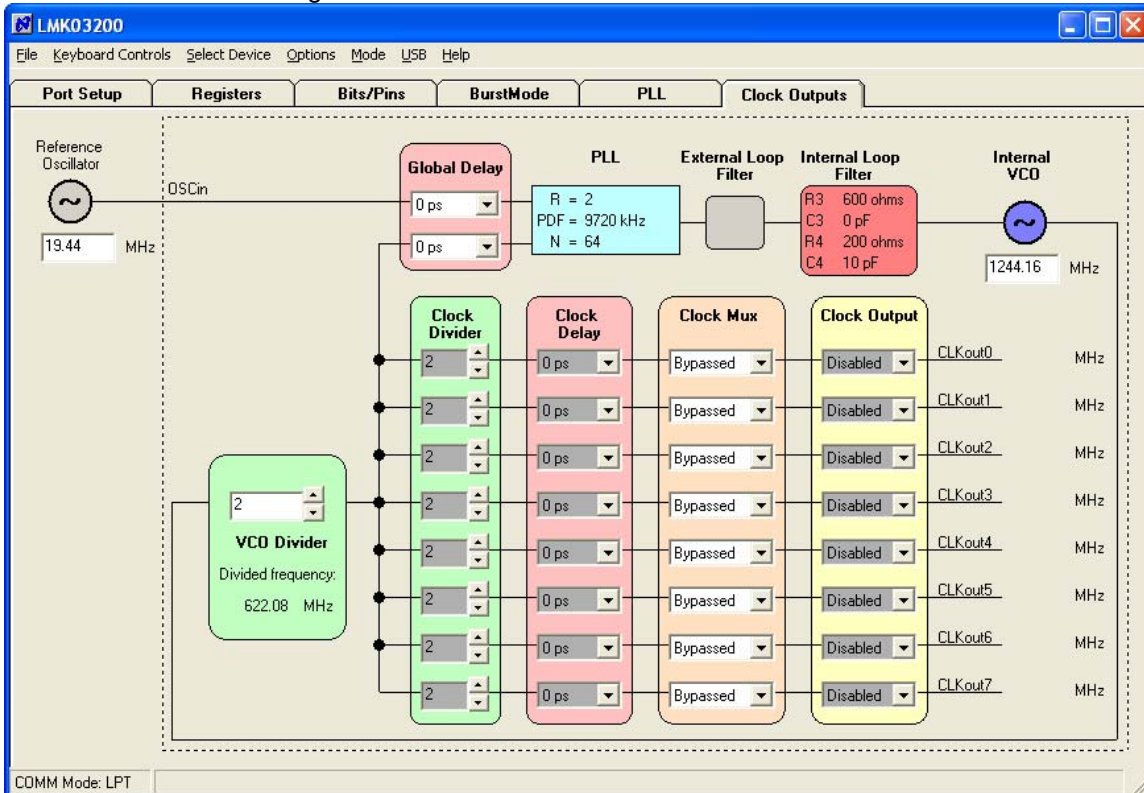 LMK03200
File Keyboard Controls Select Device Options Mode USB Help
Port Setup Registers Bits/Pins BurstMode PLL Clock Outputs
Reference
Oscillator
19.44 MHz
OSCin
Global Delay
0 ps
0 ps
PLL
R = 2
PDF = 9720 kHz
N = 64
External Loop
Filter
Internal Loop
Filter
R3 600 ohms
C3 0 pF
R4 200 ohms
C4 10 pF
Internal
VCO
1244.16 MHz
Clock
Divider
Clock
Delay
Clock Mux
Clock Output
2 0 ps Bypassed Disabled CLKout0 MHz
2 0 ps Bypassed Disabled CLKout1 MHz
2 0 ps Bypassed Disabled CLKout2 MHz
2 0 ps Bypassed Disabled CLKout3 MHz
2 0 ps Bypassed Disabled CLKout4 MHz
2 0 ps Bypassed Disabled CLKout5 MHz
2 0 ps Bypassed Disabled CLKout6 MHz
2 0 ps Bypassed Disabled CLKout7 MHz
2
VCO Divider
Divided frequency:
622.08 MHz
COMM Mode: LPT